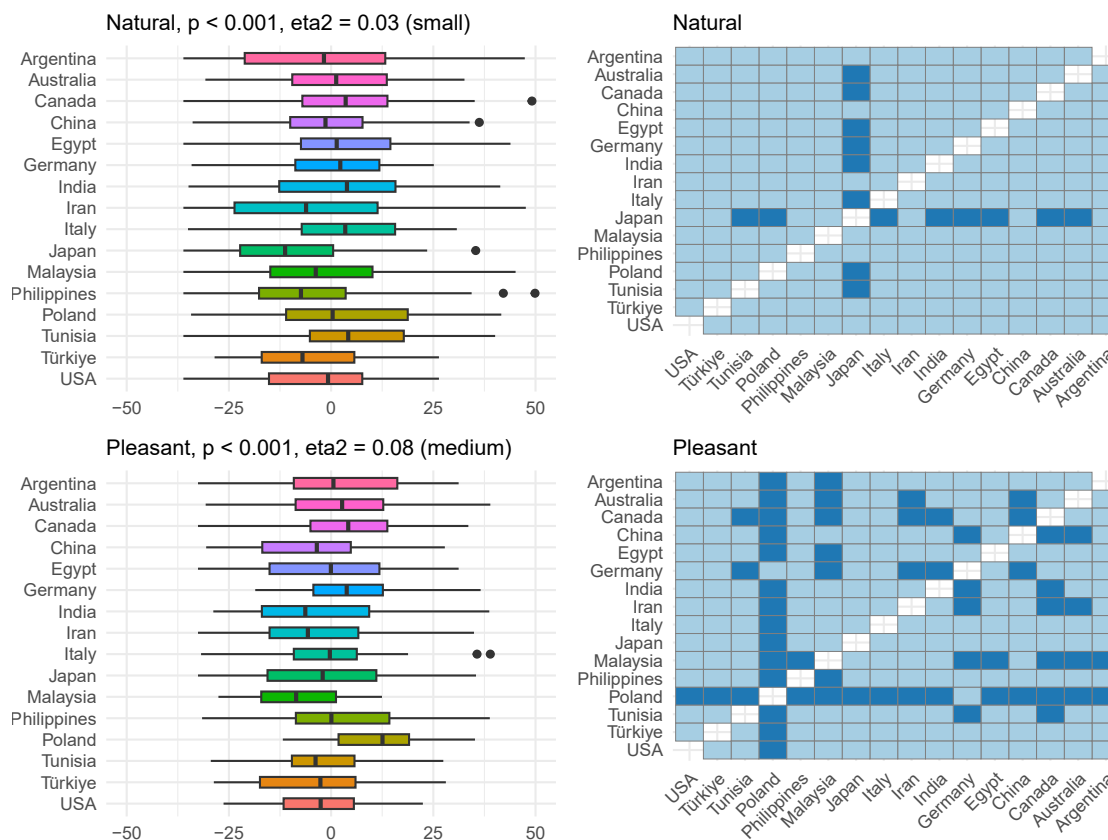 Natural, p < 0.001, eta2 = 0.03 (small)
Argentina
Australia
Canada
China
Egypt
Germany
India
Iran
Italy
Japan
Malaysia
Philippines
Poland
Tunisia
Türkiye
USA
−50 −25 0 25 50
Natural
Argentina
Australia
Canada
China
Egypt
Germany
India
Iran
Italy
Japan
Malaysia
Philippines
Poland
Tunisia
Türkiye
USA
USA
Türkiye
Tunisia
Poland
Philippines
Malaysia
Japan
Italy
Iran
India
Germany
Egypt
China
Canada
Australia
Argentina
Pleasant, p < 0.001, eta2 = 0.08 (medium)
Argentina
Australia
Canada
China
Egypt
Germany
India
Iran
Italy
Japan
Malaysia
Philippines
Poland
Tunisia
Türkiye
USA
−50 −25 0 25 50
Pleasant
Argentina
Australia
Canada
China
Egypt
Germany
India
Iran
Italy
Japan
Malaysia
Philippines
Poland
Tunisia
Türkiye
USA
USA
Türkiye
Tunisia
Poland
Philippines
Malaysia
Japan
Italy
Iran
India
Germany
Egypt
China
Canada
Australia
Argentina